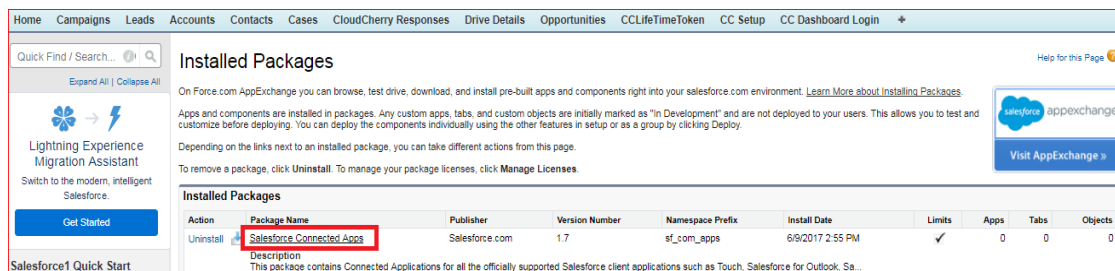 Home Campaigns Leads Accounts Contacts Cases CloudCherry Responses Drive Details Opportunities CCLifeTimeToken CC Setup CC Dashboard Login +
Quick Find / Search...
Expand All | Collapse All
Lightning Experience
Migration Assistant
Switch to the modern, intelligent
Salesforce.
Get Started
Salesforce1 Quick Start
Installed Packages
Help for this Page
On Force.com AppExchange you can browse, test drive, download, and install pre-built apps and components right into your salesforce.com environment. Learn More about Installing Packages.
Apps and components are installed in packages. Any custom apps, tabs, and custom objects are initially marked as "In Development" and are not deployed to your users. This allows you to test and
customize before deploying. You can deploy the components individually using the other features in setup or as a group by clicking Deploy.
Depending on the links next to an installed package, you can take different actions from this page.
To remove a package, click Uninstall. To manage your package licenses, click Manage Licenses.
salesforce appexchange
Visit AppExchange »
Installed Packages
Action Package Name Publisher Version Number Namespace Prefix Install Date Limits Apps Tabs Objects
Uninstall Salesforce Connected Apps Salesforce.com 1.7 sf_com_apps 6/9/2017 2:55 PM ✓ 0 0 0
Description
This package contains Connected Applications for all the officially supported Salesforce client applications such as Touch, Salesforce for Outlook, Sa...